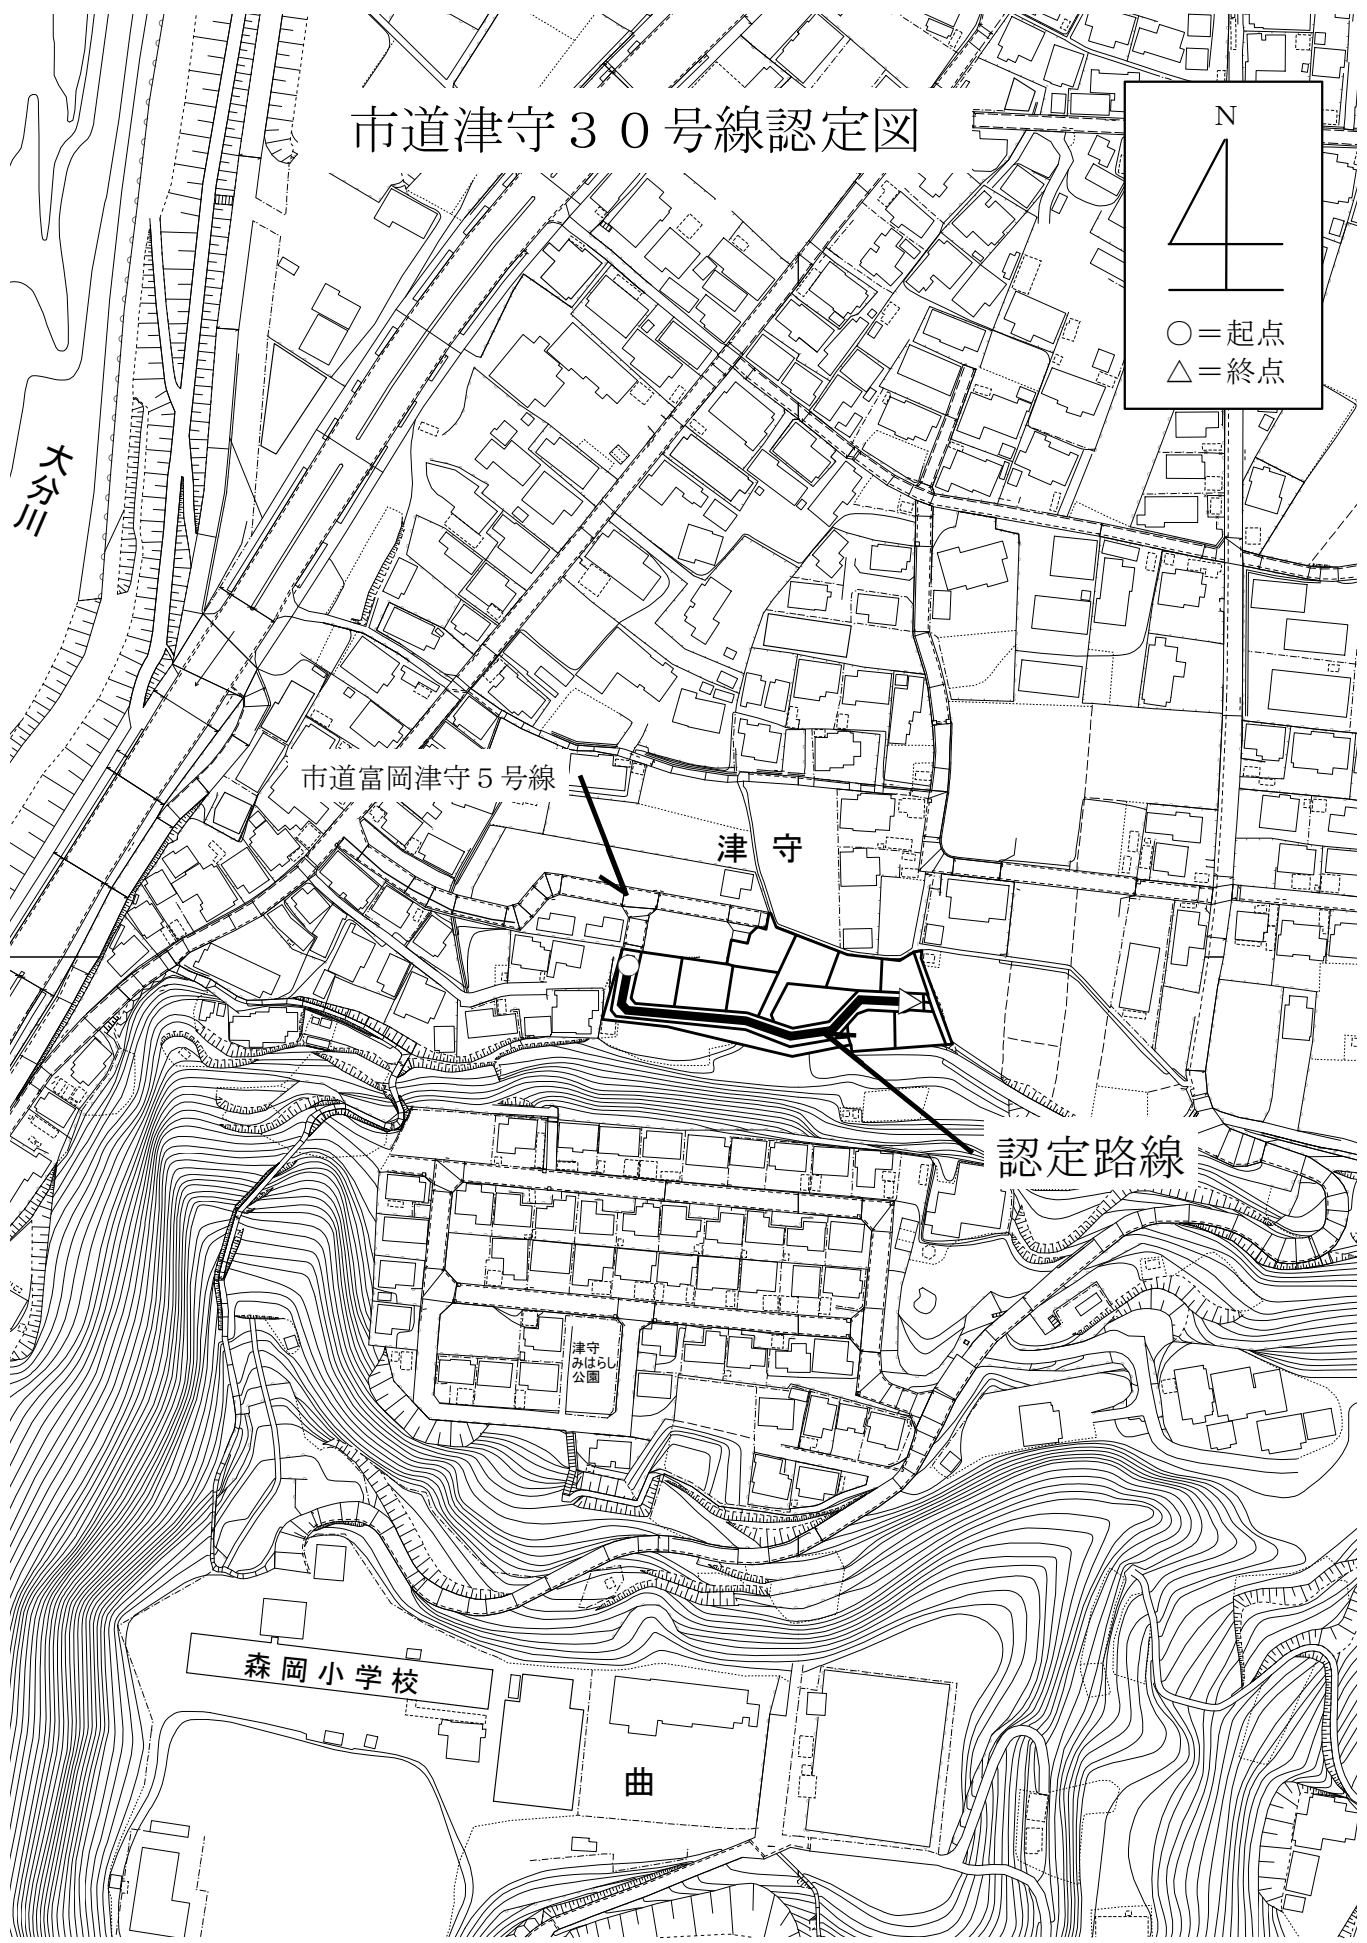 市道津守３０号線認定図
N
○＝起点
△＝終点
大分川
市道富岡津守５号線
津守
認定路線
津守
みはらし
公園
森岡小学校
曲